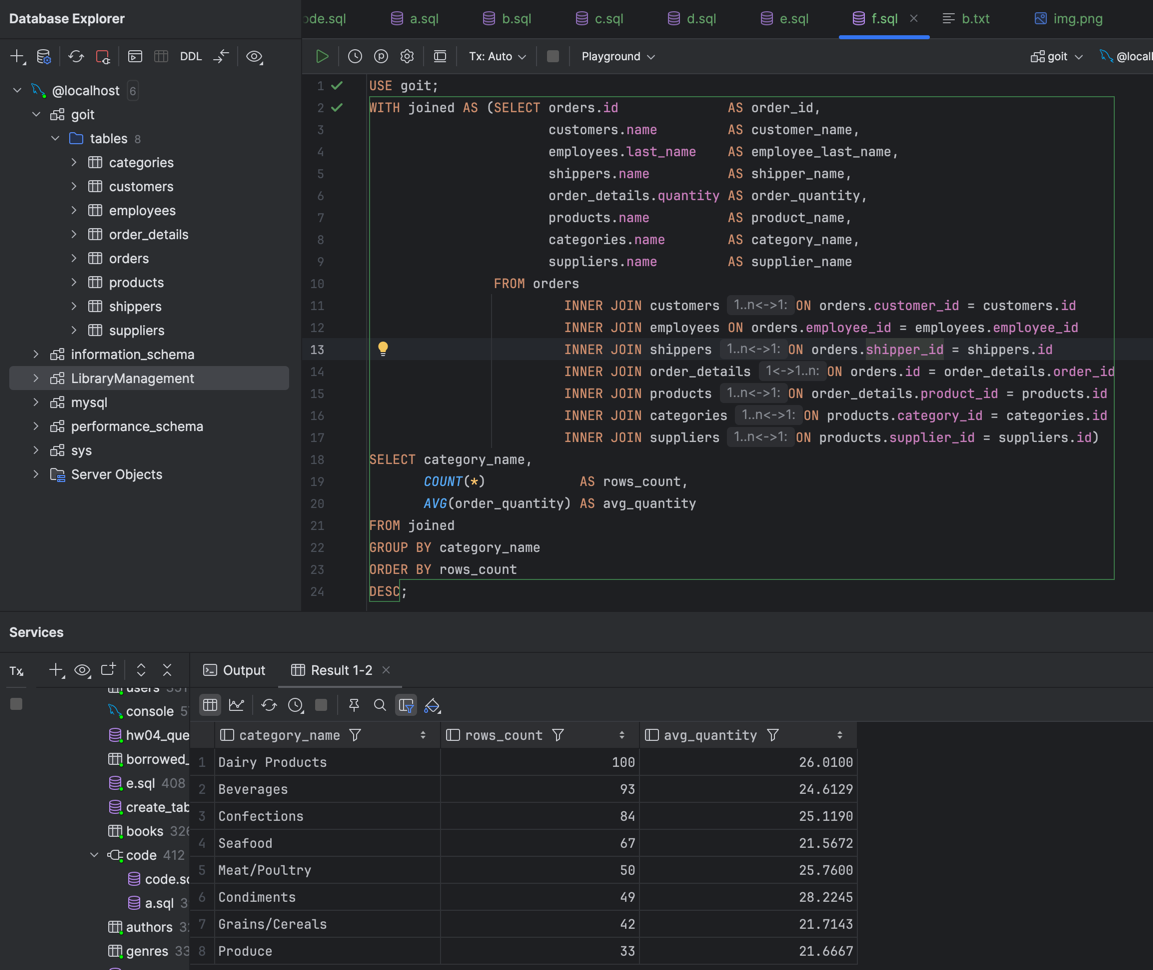 Database Explorer
ode.sql a.sql b.sql c.sql d.sql e.sql f.sql b.txt img.png
DDL
Tx: Auto Playground goit @local
@localhost 6
goit
tables 8
categories
customers
employees
order_details
orders
products
shippers
suppliers
information_schema
LibraryManagement
mysql
performance_schema
sys
Server Objects
1 USE goit;
2 WITH joined AS (SELECT orders.id AS order_id,
3 customers.name AS customer_name,
4 employees.last_name AS employee_last_name,
5 shippers.name AS shipper_name,
6 order_details.quantity AS order_quantity,
7 products.name AS product_name,
8 categories.name AS category_name,
9 suppliers.name AS supplier_name
10 FROM orders
11 INNER JOIN customers 1..n<->1: ON orders.customer_id = customers.id
12 INNER JOIN employees ON orders.employee_id = employees.employee_id
13 INNER JOIN shippers 1..n<->1: ON orders.shipper_id = shippers.id
14 INNER JOIN order_details 1<->1..n: ON orders.id = order_details.order_id
15 INNER JOIN products 1..n<->1: ON order_details.product_id = products.id
16 INNER JOIN categories 1..n<->1: ON products.category_id = categories.id
17 INNER JOIN suppliers 1..n<->1: ON products.supplier_id = suppliers.id)
18 SELECT category_name,
19 COUNT(*) AS rows_count,
20 AVG(order_quantity) AS avg_quantity
21 FROM joined
22 GROUP BY category_name
23 ORDER BY rows_count
24 DESC;
Services
Tx
users
console 5
hw04_que
borrowed_
e.sql 408
create_tab
books 326
code 412
code.sq
a.sql 3
authors 3
genres 33
Output Result 1-2
category_name rows_count avg_quantity
1 Dairy Products 100 26.0100
2 Beverages 93 24.6129
3 Confections 84 25.1190
4 Seafood 67 21.5672
5 Meat/Poultry 50 25.7600
6 Condiments 49 28.2245
7 Grains/Cereals 42 21.7143
8 Produce 33 21.6667